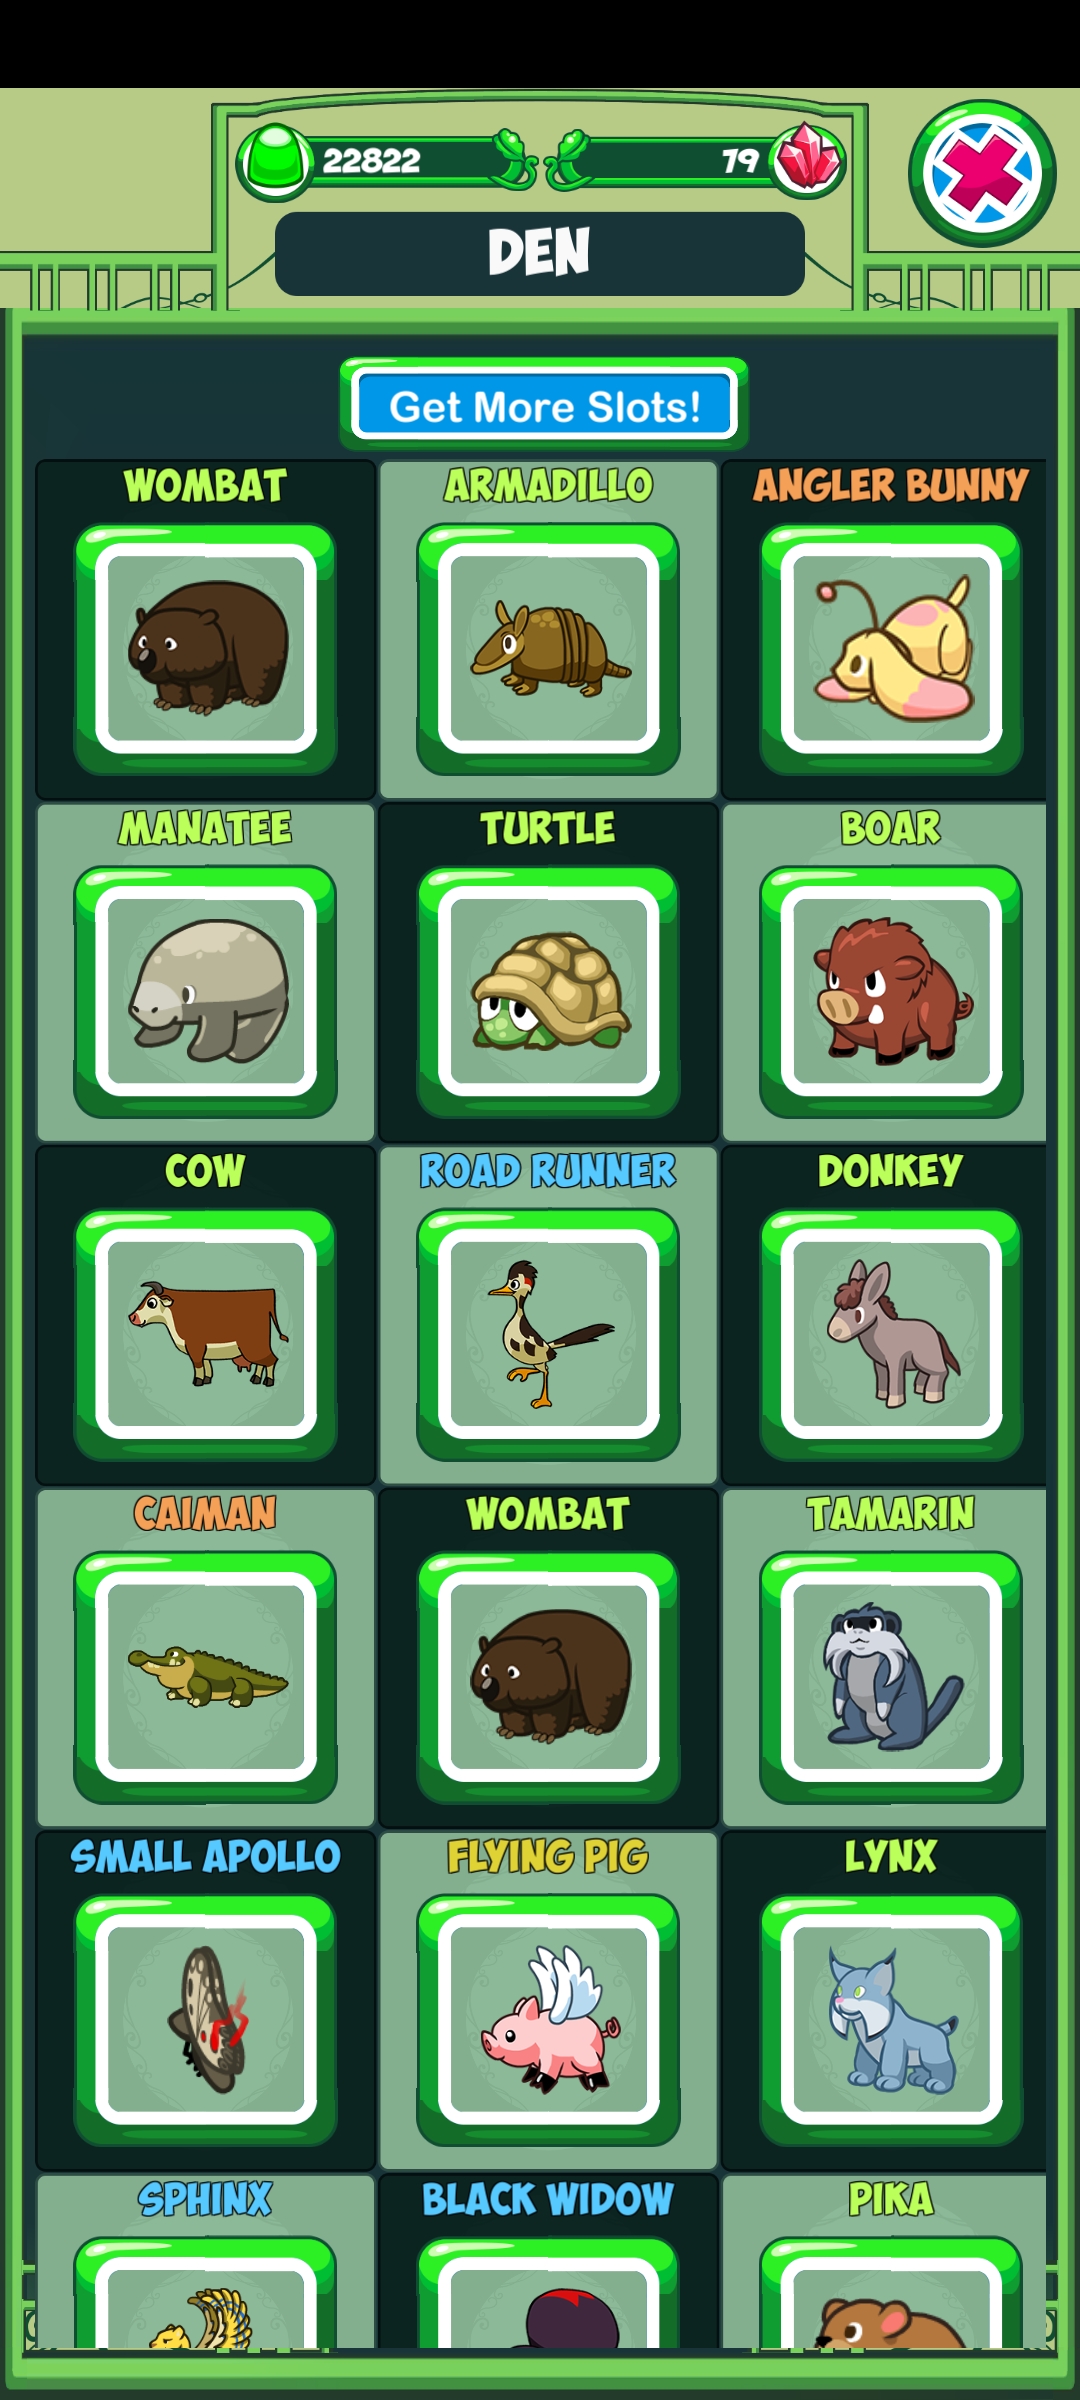 22822
79
DEN
Get More Slots!
WOMBAT
ARMADILLO
ANGLER BUNNY
MANATEE
TURTLE
BOAR
COW
ROAD RUNNER
DONKEY
CAIMAN
WOMBAT
TAMARIN
SMALL APOLLO
FLYING PIG
LYNX
SPHINX
BLACK WIDOW
PIKA